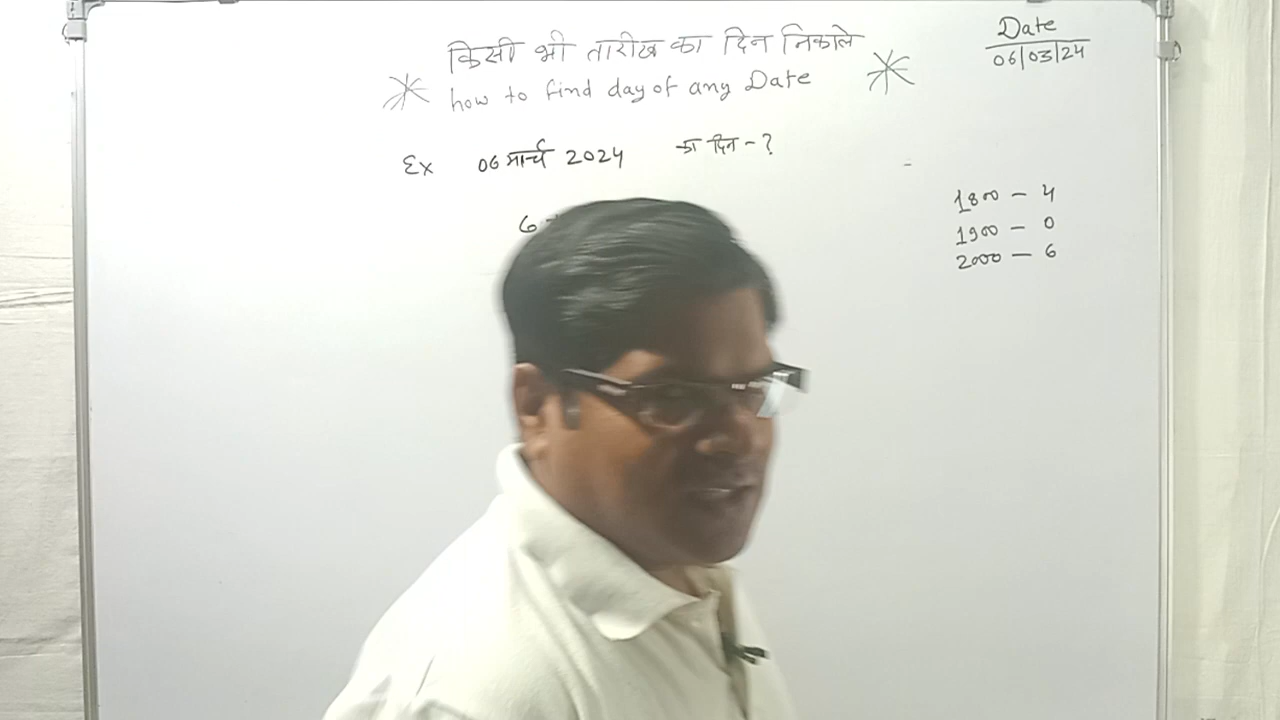 किसी भी तारीख का दिन निकाले
how to find day of any Date
Date
06/03/24
Ex 06 मार्च 2024 का दिन - ?
6
1800 - 4
1900 - 0
2000 - 6